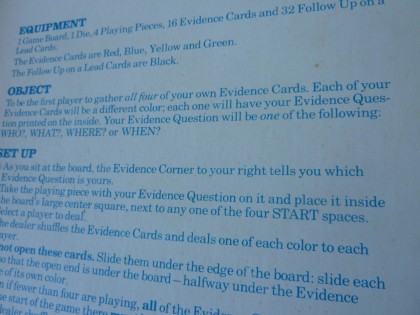 EQUIPMENT
1 Game Board, 1 Die, 4 Playing Pieces, 16 Evidence Cards and 32 Follow Up on a
Lead Cards.
The Evidence Cards are Red, Blue, Yellow and Green.
The Follow Up on a Lead Cards are Black.
OBJECT
To be the first player to gather all four of your own Evidence Cards. Each of your
Evidence Cards will be a different color; each one will have your Evidence Ques-
tion printed on the inside. Your Evidence Question will be one of the following:
WHO?, WHAT?, WHERE? or WHEN?
SET UP
As you sit at the board, the Evidence Corner to your right tells you which
Evidence Question is yours.
Take the playing piece with your Evidence Question on it and place it inside
the board's large center square, next to any one of the four START spaces.
Select a player to deal.
The dealer shuffles the Evidence Cards and deals one of each color to each
player.
not open these cards. Slide them under the edge of the board: slide each
so that the open end is under the board—halfway under the Evidence
of its own color.
if fewer than four are playing, all of the
the start of the game there